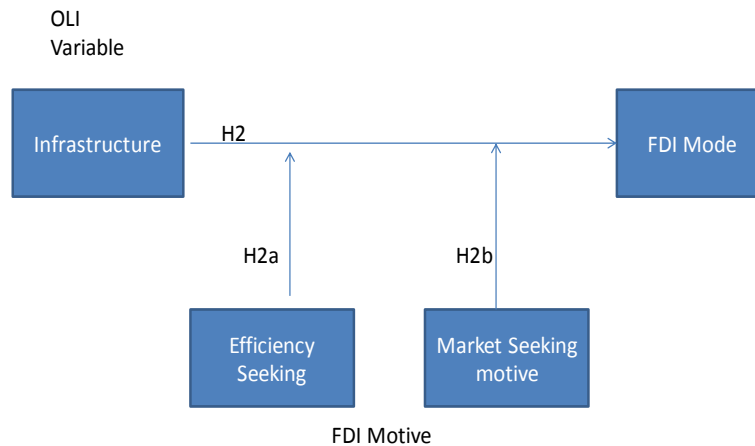 OLI
Variable
Infrastructure
H2
FDI Mode
H2a
H2b
Efficiency
Seeking
Market Seeking
motive
FDI Motive